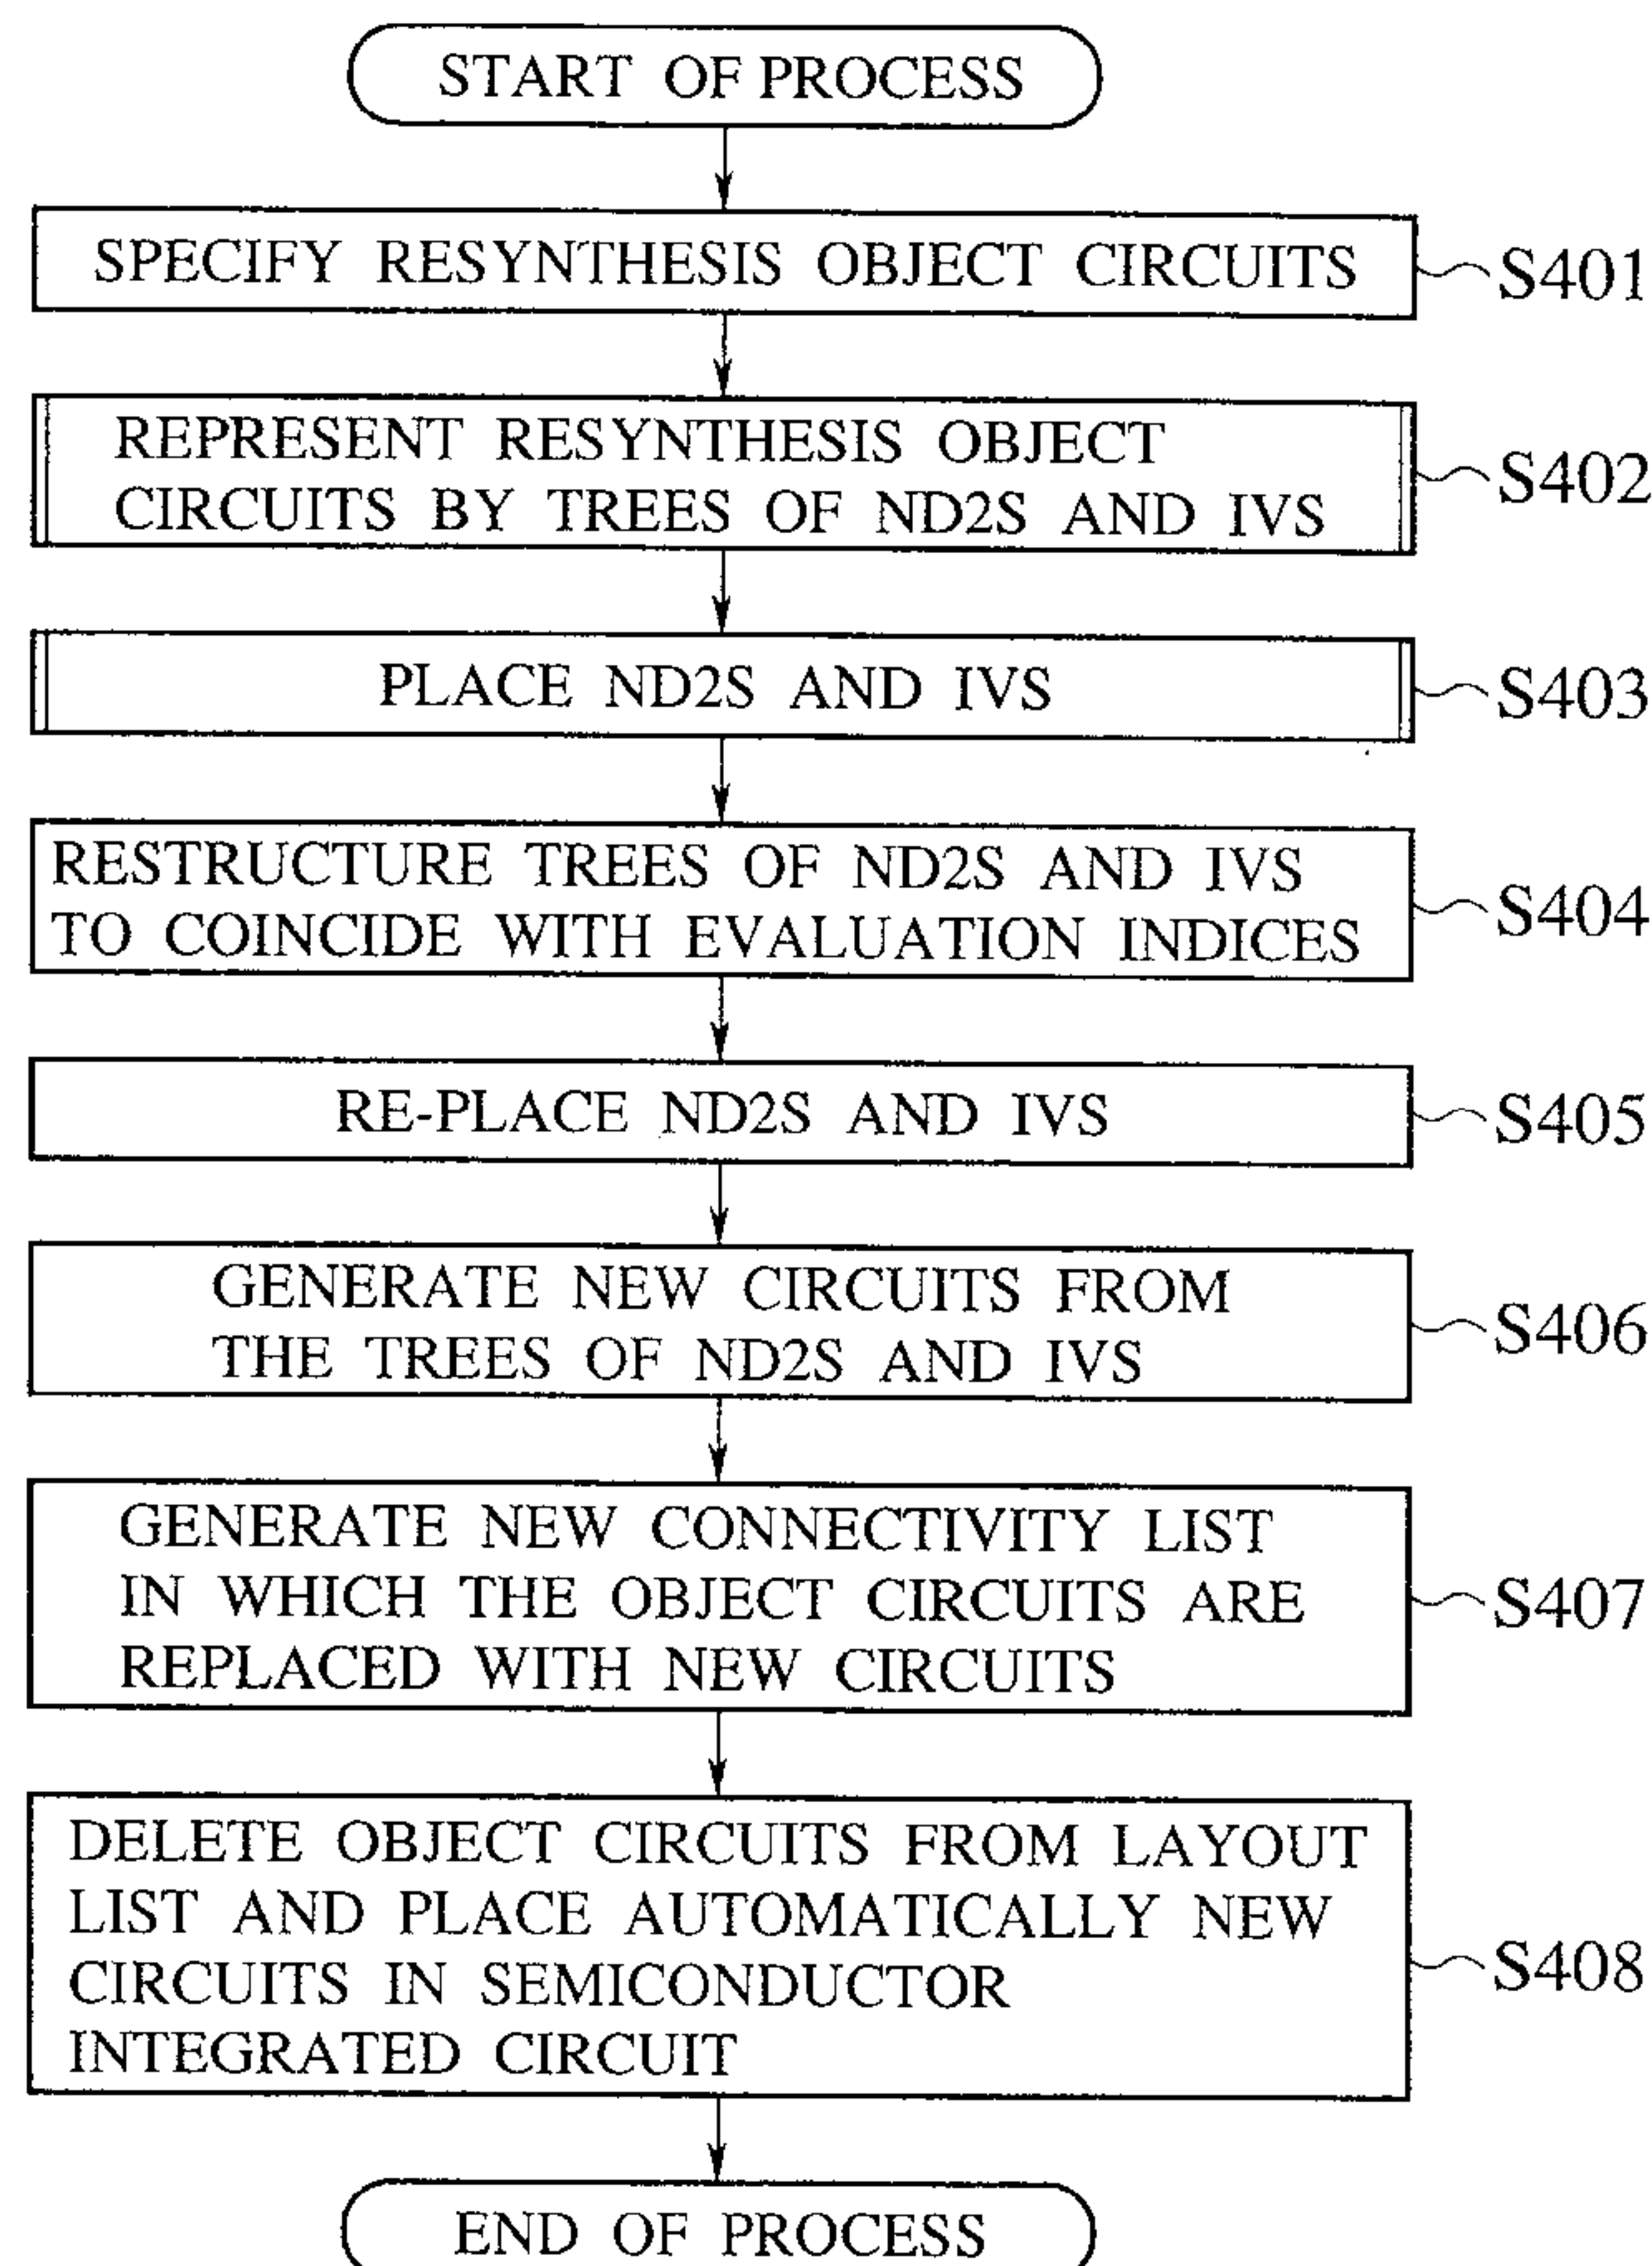 START OF PROCESS
SPECIFY RESYNTHESIS OBJECT CIRCUITS
S401
REPRESENT RESYNTHESIS OBJECT
CIRCUITS BY TREES OF ND2S AND IVS
S402
PLACE ND2S AND IVS
S403
RESTRUCTURE TREES OF ND2S AND IVS
TO COINCIDE WITH EVALUATION INDICES
S404
RE-PLACE ND2S AND IVS
S405
GENERATE NEW CIRCUITS FROM
THE TREES OF ND2S AND IVS
S406
GENERATE NEW CONNECTIVITY LIST
IN WHICH THE OBJECT CIRCUITS ARE
REPLACED WITH NEW CIRCUITS
S407
DELETE OBJECT CIRCUITS FROM LAYOUT
LIST AND PLACE AUTOMATICALLY NEW
CIRCUITS IN SEMICONDUCTOR
INTEGRATED CIRCUIT
S408
END OF PROCESS